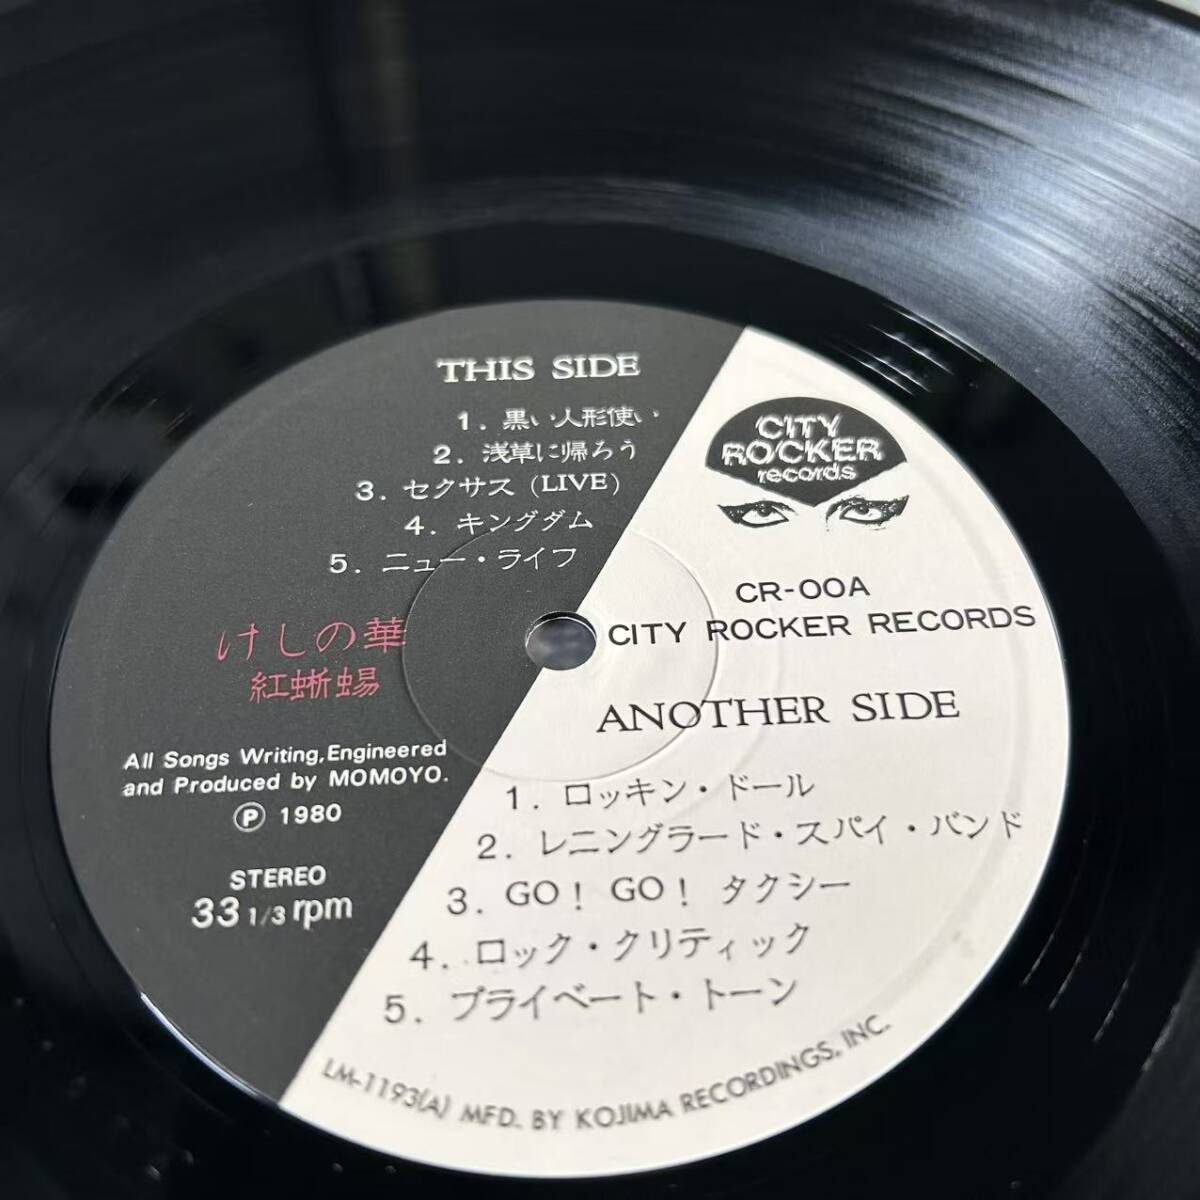 THIS SIDE
1. 黒い人形使い
2. 浅草に帰ろう
3. セクサス (LIVE)
4. キングダム
5. ニュー・ライフ
けしの華
紅蜥蜴
All Songs Writing, Engineered
and Produced by MOMOYO.
Ⓟ 1980
STEREO
33 1/3 rpm
CITY
ROCKER
records
CR-00A
CITY ROCKER RECORDS
ANOTHER SIDE
1. ロッキン・ドール
2. レニングラード・スパイ・バンド
3. GO! GO! タクシー
4. ロック・クリティック
5. プライベート・トーン
LM-1193(A) MFD. BY KOJIMA RECORDINGS, INC.